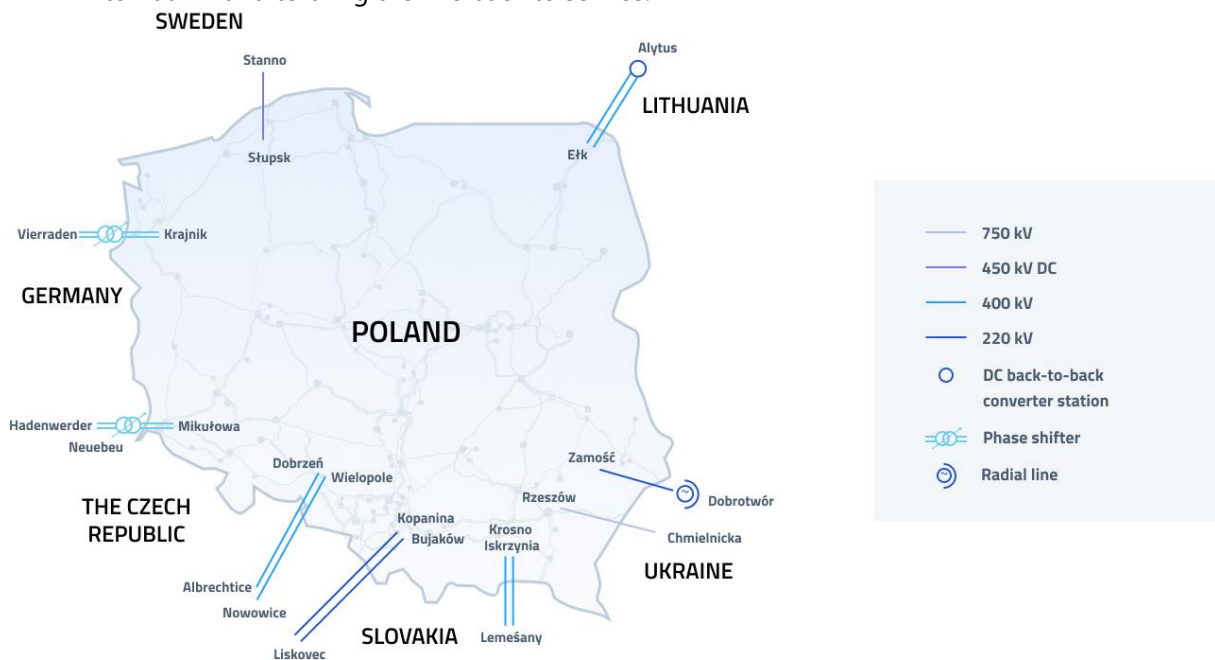 SWEDEN
Stanno
Alytus
LITHUANIA
Słupsk
Ełk
Vierraden
Krajnik
GERMANY
POLAND
750 kV
450 kV DC
400 kV
220 kV
DC back-to-back
converter station
Phase shifter
Radial line
Hadenwerder
Neuebeu
Mikułowa
Dobrzeń
Wielopole
Zamość
Rzeszów
Dobrotwór
THE CZECH
REPUBLIC
Kopanina
Bujaków
Krosno
Iskrzynia
Chmielnicka
UKRAINE
Albrechtice
Nowowice
SLOVAKIA
Lemeśany
Liskovec